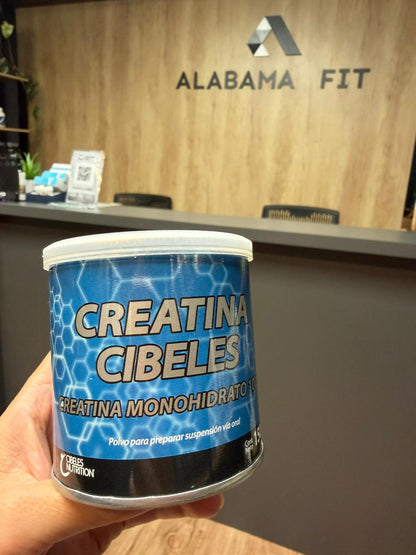 ALABAMA FIT
CREATINA
CIBELES
CREATINA MONOHIDRATO
Polvo para preparar suspensión vía oral
CIBELES
NUTRITION